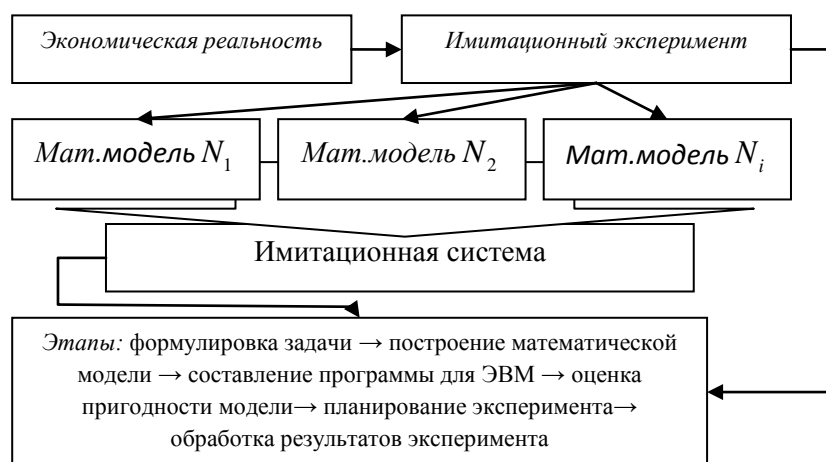 Экономическая реальность
Имитационный эксперимент
Мат.модель N₁
Мат.модель N₂
Мат.модель Nᵢ
Имитационная система
Этапы: формулировка задачи → построение математической
модели → составление программы для ЭВМ → оценка
пригодности модели→ планирование эксперимента→
обработка результатов эксперимента